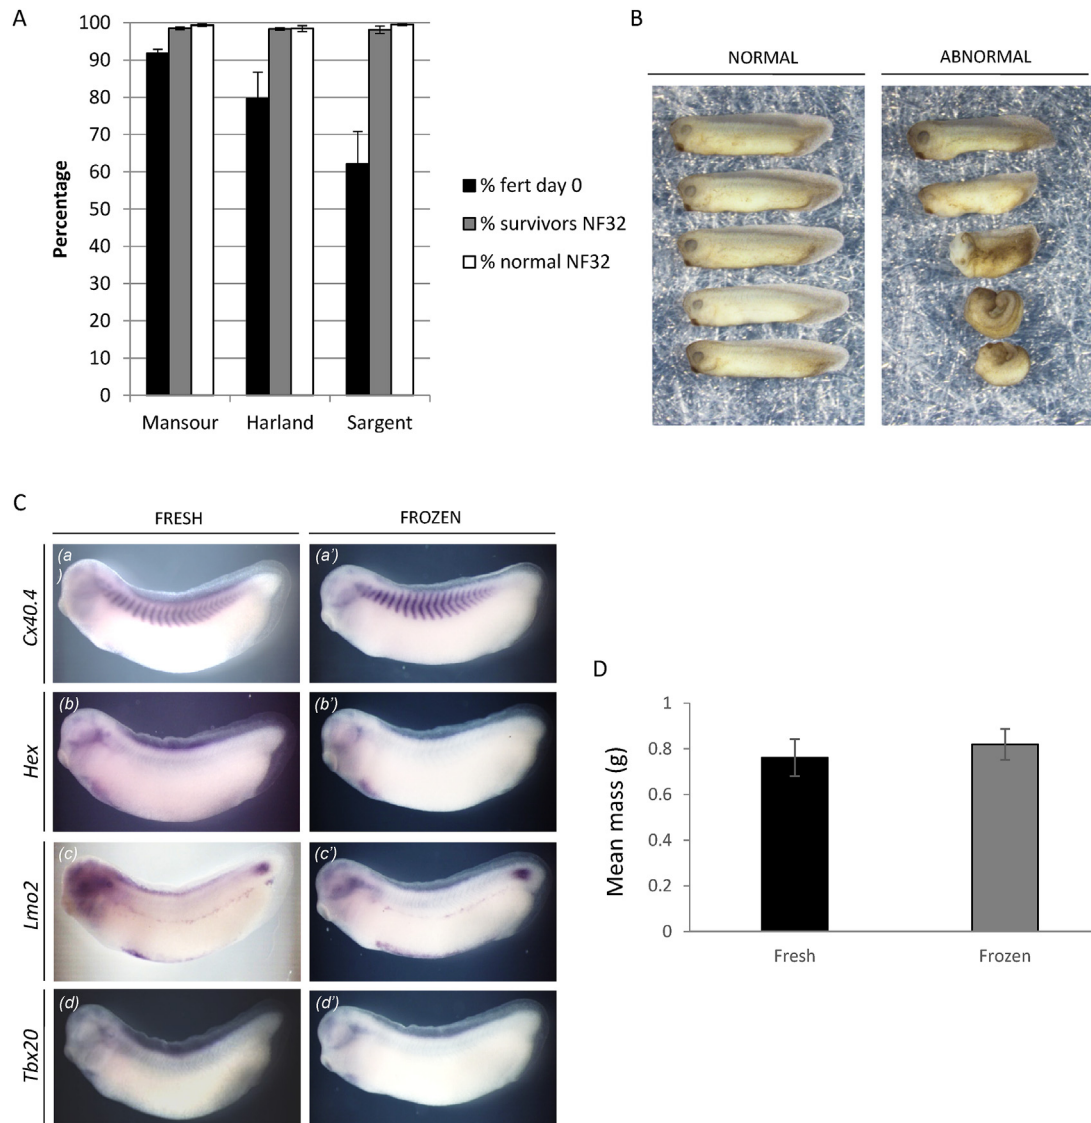 A
100
90
80
70
60
50
40
30
20
10
0
Percentage
Mansour Harland Sargent
% fert day 0
% survivors NF32
% normal NF32
B
NORMAL ABNORMAL
C
FRESH FROZEN
Cx40.4
(a
)
(a')
Hex
(b)
(b')
Lmo2
(c)
(c')
Tbx20
(d)
(d')
D
1
0.8
0.6
0.4
0.2
0
Mean mass (g)
Fresh Frozen